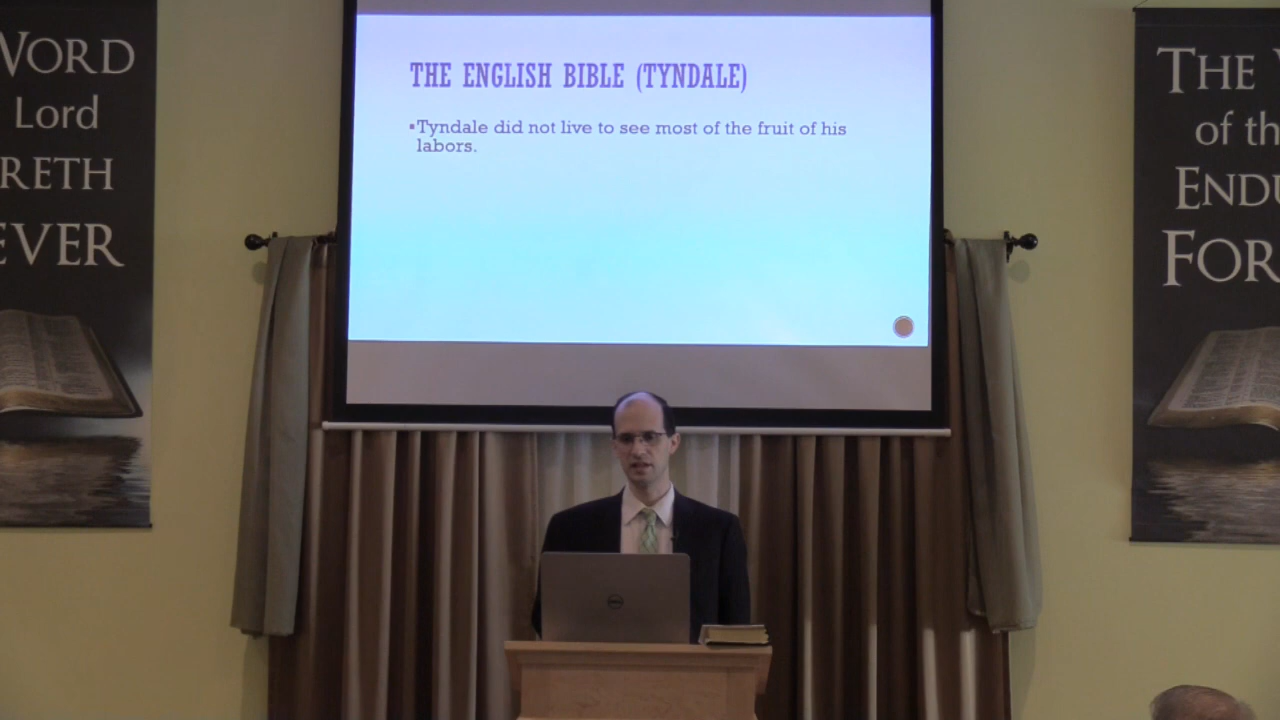 WORD
Lord
RETH
EVER
THE ENGLISH BIBLE (TYNDALE)
▪Tyndale did not live to see most of the fruit of his
labors.
THE
of th
ENDU
FOR
DELL